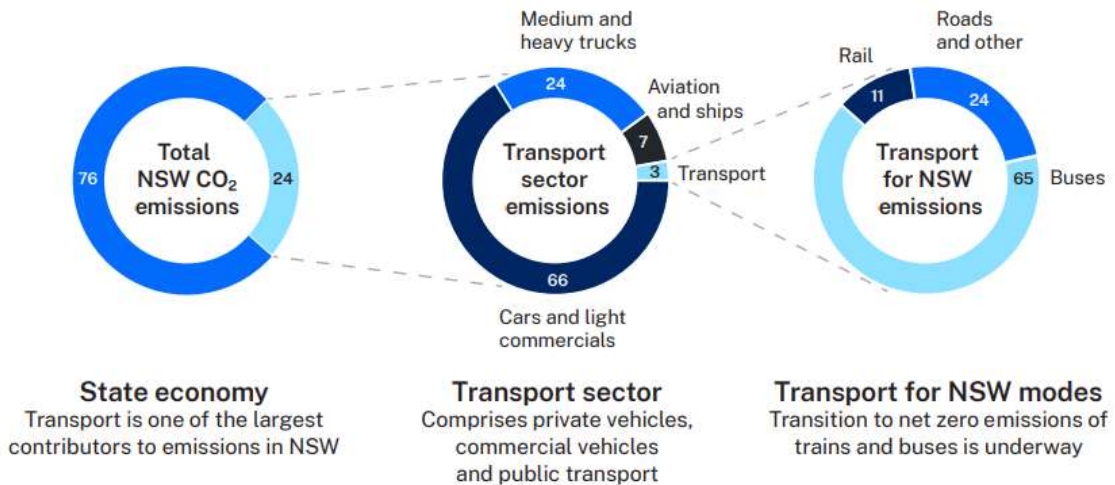 76
Total
NSW CO₂
emissions
24
Medium and
heavy trucks
24
Aviation
and ships
7
3
Transport
Transport
sector
emissions
66
Cars and light
commercials
Rail
11
Roads
and other
24
65
Buses
Transport
for NSW
emissions
State economy
Transport is one of the largest
contributors to emissions in NSW
Transport sector
Comprises private vehicles,
commercial vehicles
and public transport
Transport for NSW modes
Transition to net zero emissions of
trains and buses is underway